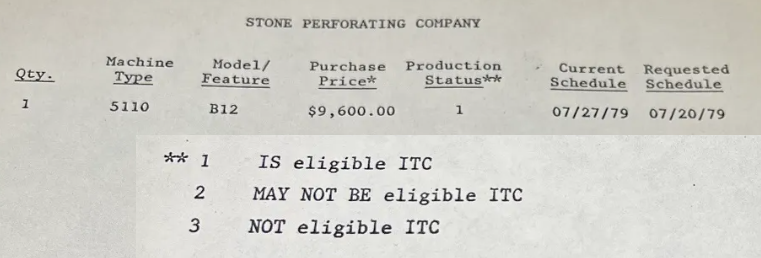 STONE PERFORATING COMPANY
Qty. Machine Type Model/ Feature Purchase Price* Production Status** Current Schedule Requested Schedule
1 5110 B12 $9,600.00 1 07/27/79 07/20/79
** 1 IS eligible ITC
2 MAY NOT BE eligible ITC
3 NOT eligible ITC